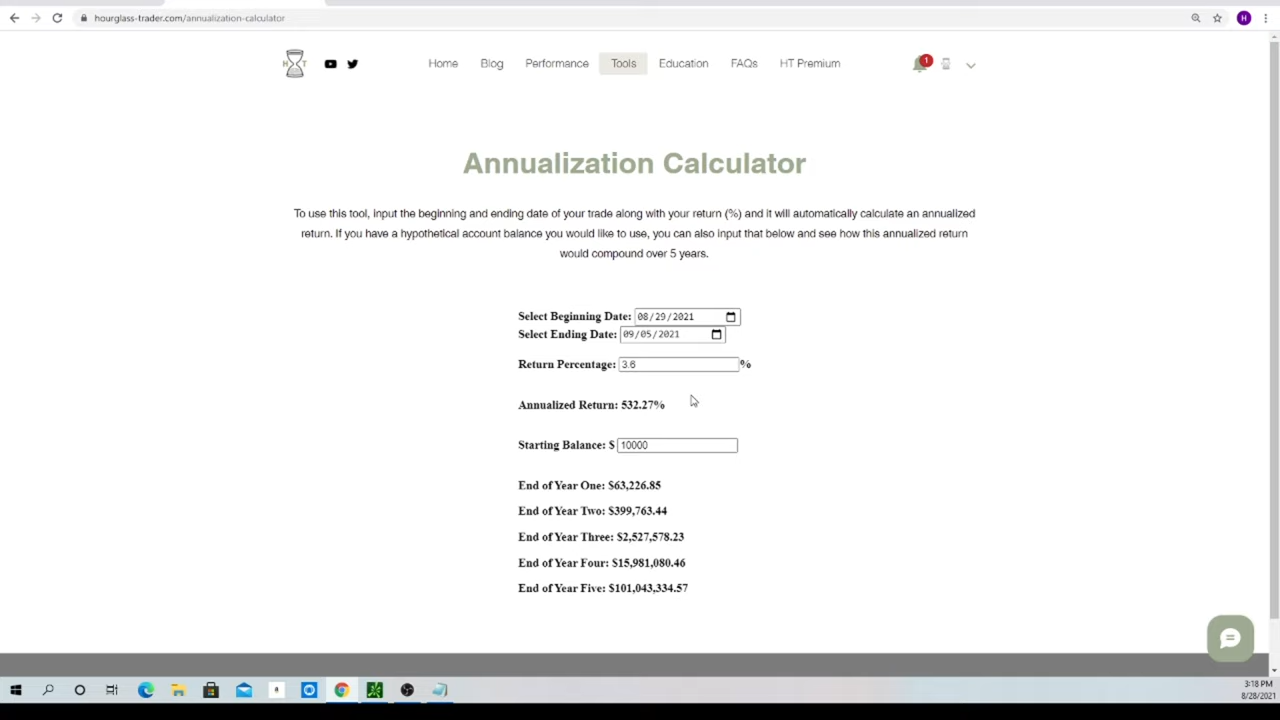 hourglass-trader.com/annualization-calculator
H
H T
Home Blog Performance Tools Education FAQs HT Premium
1
Annualization Calculator
To use this tool, input the beginning and ending date of your trade along with your return (%) and it will automatically calculate an annualized
return. If you have a hypothetical account balance you would like to use, you can also input that below and see how this annualized return
would compound over 5 years.
Select Beginning Date: 08/29/2021
Select Ending Date: 09/05/2021
Return Percentage: 3.6 %
Annualized Return: 532.27%
Starting Balance: $ 10000
End of Year One: $63,226.85
End of Year Two: $399,763.44
End of Year Three: $2,527,578.23
End of Year Four: $15,981,080.46
End of Year Five: $101,043,334.57
3:18 PM
8/28/2021